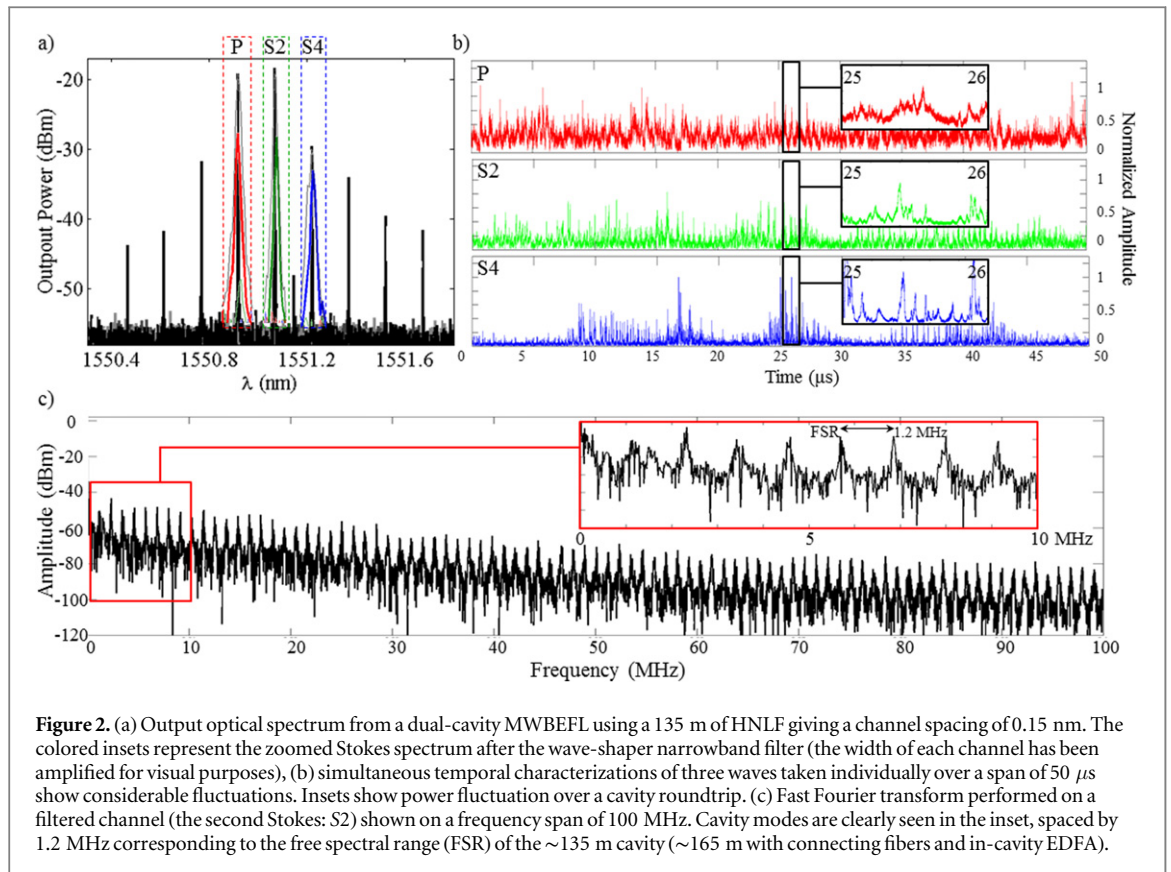 a)
P S2 S4
Output Power (dBm)
-20
-30
-40
-50
1550.4 1550.8 1551.2 1551.6
λ (nm)
b)
P
25 26
1
0.5
0
S2
25 26
1
0.5
0
S4
25 26
1
0.5
0
Normalized Amplitude
0 5 10 15 20 25 30 35 40 45 50
Time (μs)
c)
Amplitude (dBm)
0
-20
-40
-60
-80
-100
-120
FSR 1.2 MHz
0 5 10 MHz
0 10 20 30 40 50 60 70 80 90 100
Frequency (MHz)
Figure 2. (a) Output optical spectrum from a dual-cavity MWBEFL using a 135 m of HNLF giving a channel spacing of 0.15 nm. The
colored insets represent the zoomed Stokes spectrum after the wave-shaper narrowband filter (the width of each channel has been
amplified for visual purposes), (b) simultaneous temporal characterizations of three waves taken individually over a span of 50 μs
show considerable fluctuations. Insets show power fluctuation over a cavity roundtrip. (c) Fast Fourier transform performed on a
filtered channel (the second Stokes: S2) shown on a frequency span of 100 MHz. Cavity modes are clearly seen in the inset, spaced by
1.2 MHz corresponding to the free spectral range (FSR) of the ~135 m cavity (~165 m with connecting fibers and in-cavity EDFA).